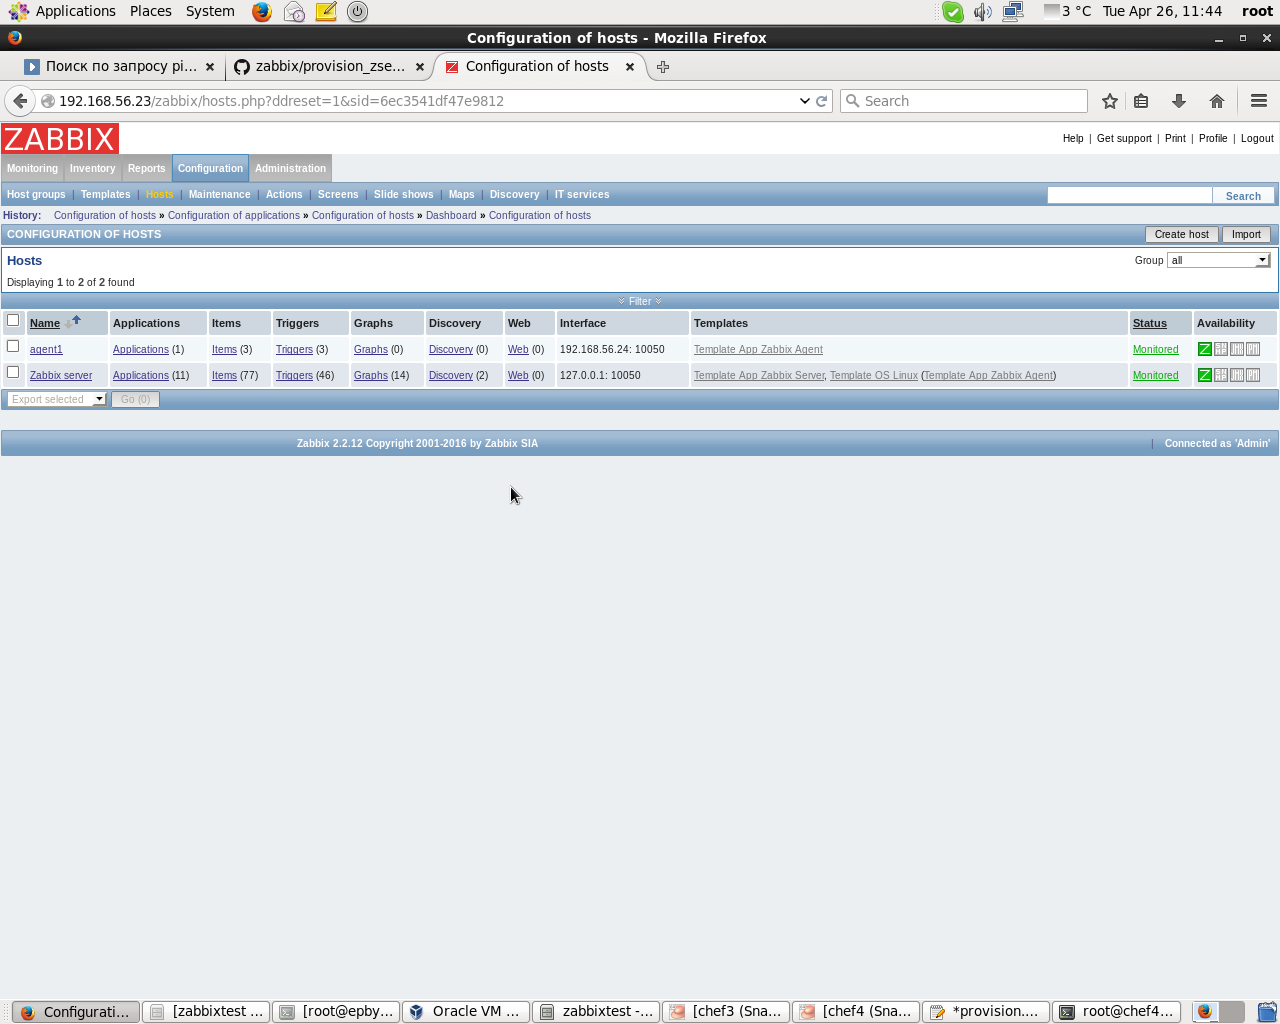 Applications Places System 3 °C Tue Apr 26, 11:44 root
Configuration of hosts - Mozilla Firefox
Поиск по запросу pi... zabbix/provision_zse... Configuration of hosts
192.168.56.23/zabbix/hosts.php?ddreset=1&sid=6ec3541df47e9812 Search
ZABBIX Help | Get support | Print | Profile | Logout
Monitoring Inventory Reports Configuration Administration
Host groups | Templates | Hosts | Maintenance | Actions | Screens | Slide shows | Maps | Discovery | IT services Search
History: Configuration of hosts » Configuration of applications » Configuration of hosts » Dashboard » Configuration of hosts
CONFIGURATION OF HOSTS Create host Import
Hosts Group all
Displaying 1 to 2 of 2 found
Filter
Name Applications Items Triggers Graphs Discovery Web Interface Templates Status Availability
agent1 Applications (1) Items (3) Triggers (3) Graphs (0) Discovery (0) Web (0) 192.168.56.24: 10050 Template App Zabbix Agent Monitored Z
Zabbix server Applications (11) Items (77) Triggers (46) Graphs (14) Discovery (2) Web (0) 127.0.0.1: 10050 Template App Zabbix Server, Template OS Linux (Template App Zabbix Agent) Monitored Z
Export selected Go (0)
Zabbix 2.2.12 Copyright 2001-2016 by Zabbix SIA | Connected as 'Admin'
Configurati... [zabbixtest ... [root@epby... Oracle VM ... zabbixtest -... [chef3 (Sna... [chef4 (Sna... *provision.... root@chef4...